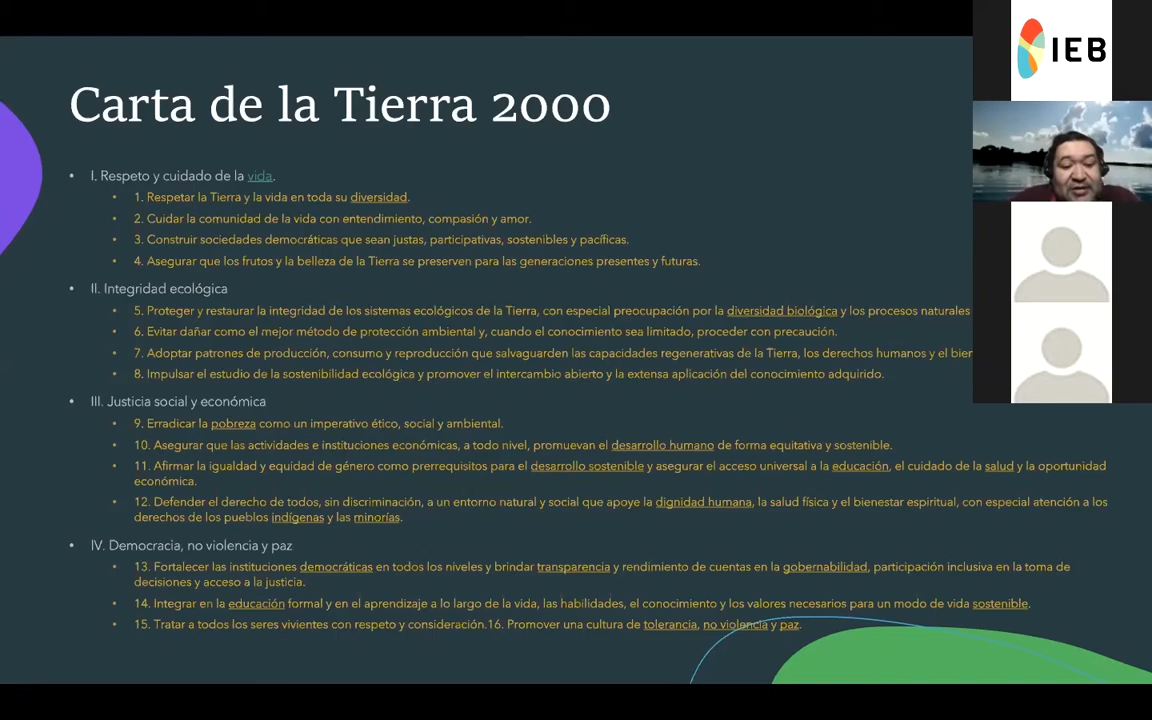 IEB
Carta de la Tierra 2000
• I. Respeto y cuidado de la vida.
• 1. Respetar la Tierra y la vida en toda su diversidad.
• 2. Cuidar la comunidad de la vida con entendimiento, compasión y amor.
• 3. Construir sociedades democráticas que sean justas, participativas, sostenibles y pacíficas.
• 4. Asegurar que los frutos y la belleza de la Tierra se preserven para las generaciones presentes y futuras.
• II. Integridad ecológica
• 5. Proteger y restaurar la integridad de los sistemas ecológicos de la Tierra, con especial preocupación por la diversidad biológica y los procesos naturales
• 6. Evitar dañar como el mejor método de protección ambiental y, cuando el conocimiento sea limitado, proceder con precaución.
• 7. Adoptar patrones de producción, consumo y reproducción que salvaguarden las capacidades regenerativas de la Tierra, los derechos humanos y el bien
• 8. Impulsar el estudio de la sostenibilidad ecológica y promover el intercambio abierto y la extensa aplicación del conocimiento adquirido.
• III. Justicia social y económica
• 9. Erradicar la pobreza como un imperativo ético, social y ambiental.
• 10. Asegurar que las actividades e instituciones económicas, a todo nivel, promuevan el desarrollo humano de forma equitativa y sostenible.
• 11. Afirmar la igualdad y equidad de género como prerrequisitos para el desarrollo sostenible y asegurar el acceso universal a la educación, el cuidado de la salud y la oportunidad
económica.
• 12. Defender el derecho de todos, sin discriminación, a un entorno natural y social que apoye la dignidad humana, la salud física y el bienestar espiritual, con especial atención a los
derechos de los pueblos indígenas y las minorías.
• IV. Democracia, no violencia y paz
• 13. Fortalecer las instituciones democráticas en todos los niveles y brindar transparencia y rendimiento de cuentas en la gobernabilidad, participación inclusiva en la toma de
decisiones y acceso a la justicia.
• 14. Integrar en la educación formal y en el aprendizaje a lo largo de la vida, las habilidades, el conocimiento y los valores necesarios para un modo de vida sostenible.
• 15. Tratar a todos los seres vivientes con respeto y consideración.16. Promover una cultura de tolerancia, no violencia y paz.